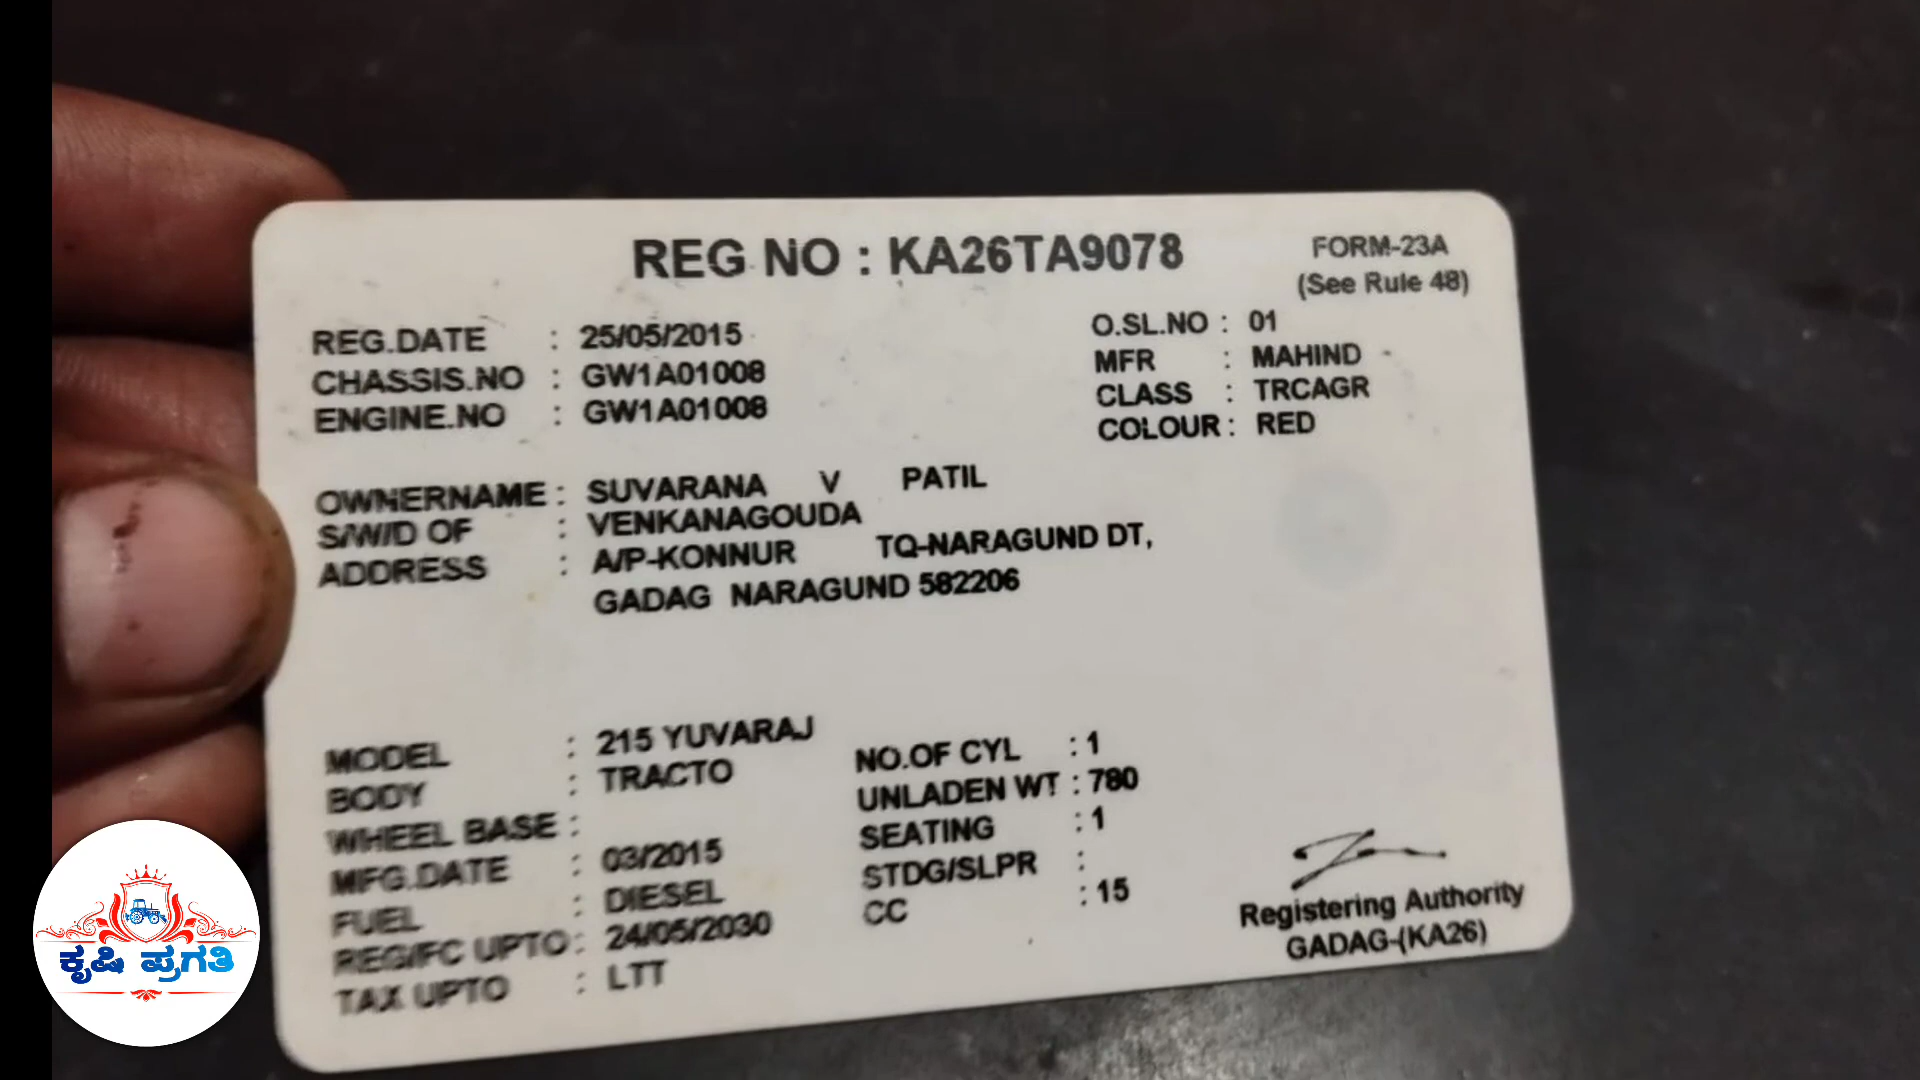 REG NO : KA26TA9078
FORM-23A
(See Rule 48)
REG.DATE : 25/05/2015
CHASSIS.NO : GW1A01008
ENGINE.NO : GW1A01008
O.SL.NO : 01
MFR : MAHIND
CLASS : TRCAGR
COLOUR : RED
OWNERNAME : SUVARANA V PATIL
S/W/D OF : VENKANAGOUDA
ADDRESS : A/P-KONNUR TQ-NARAGUND DT,
GADAG NARAGUND 582206
MODEL : 215 YUVARAJ
BODY : TRACTO
WHEEL BASE :
MFG.DATE : 03/2015
FUEL : DIESEL
REG/FC UPTO : 24/05/2030
TAX UPTO : LTT
NO.OF CYL : 1
UNLADEN WT : 780
SEATING : 1
STDG/SLPR :
CC : 15
Registering Authority
GADAG-(KA26)
ಕೃಷಿ ಪ್ರಗತಿ